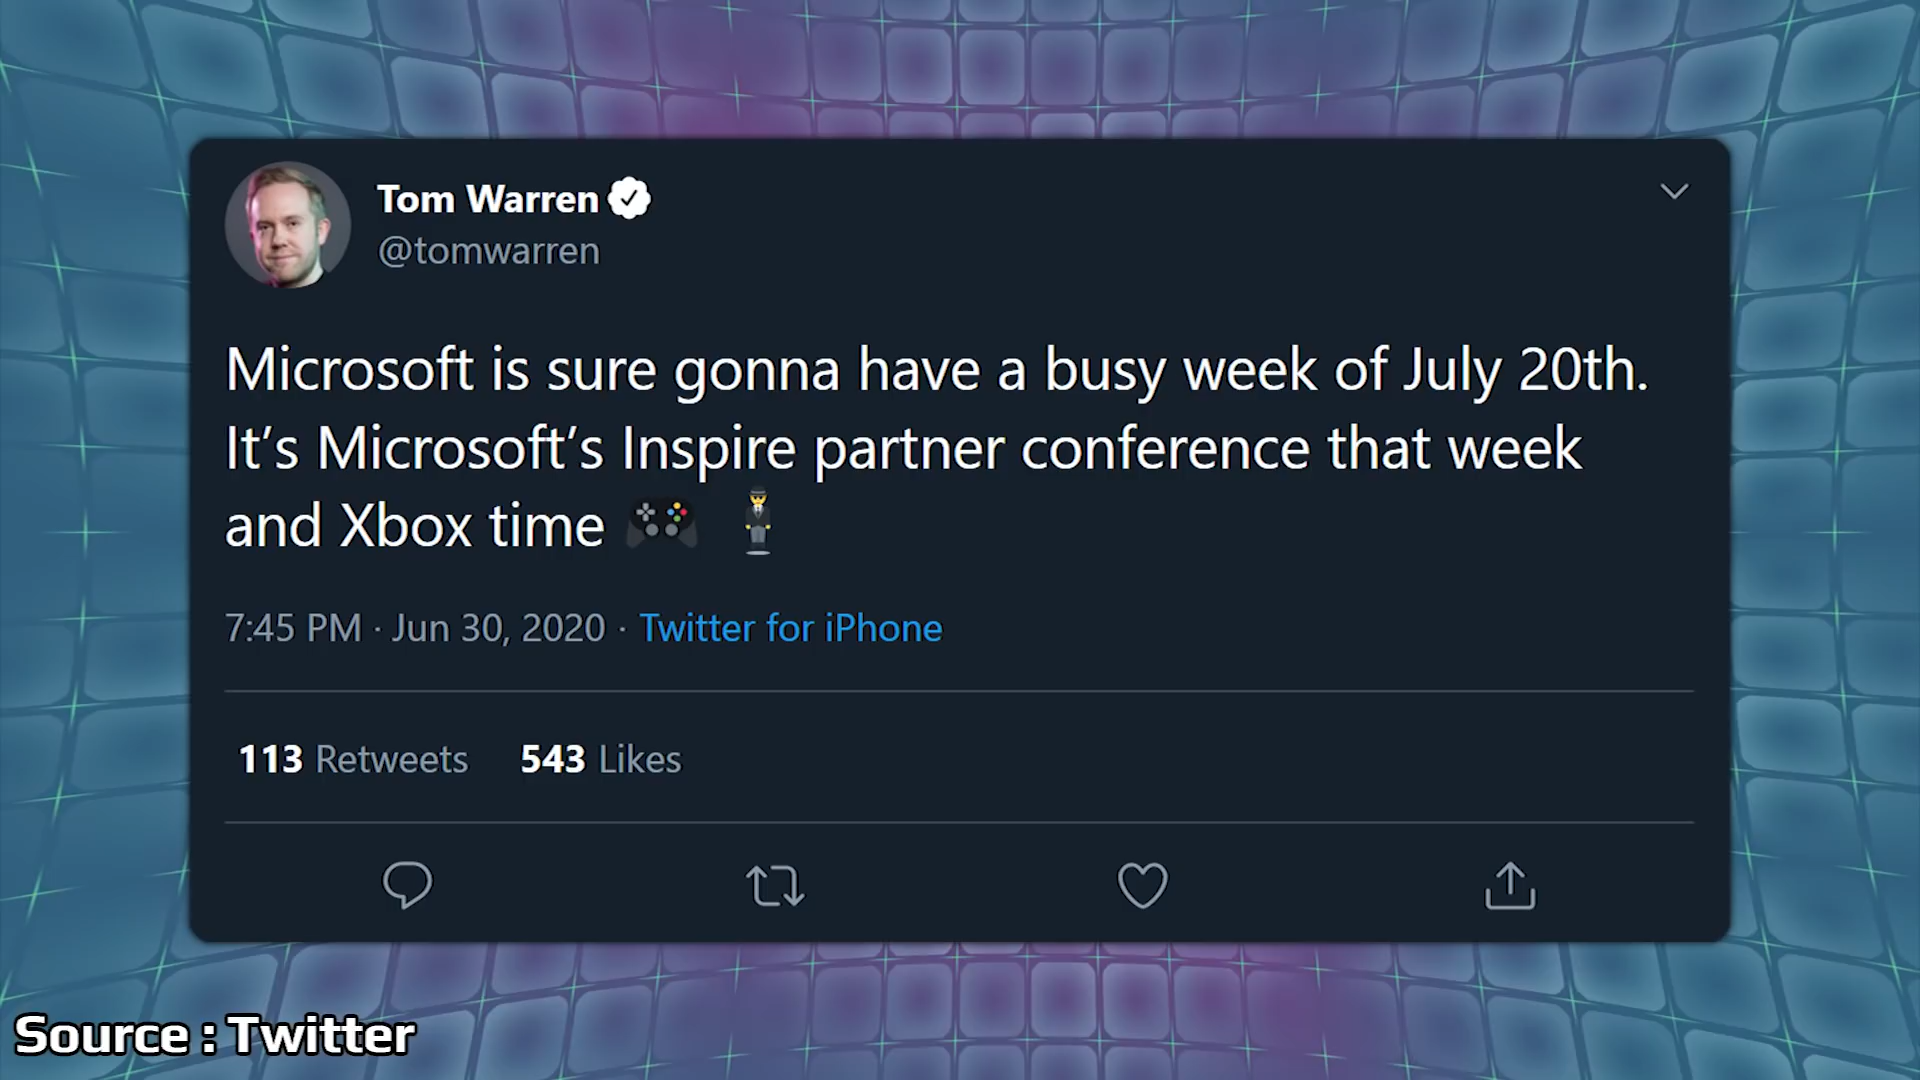 Tom Warren
@tomwarren
Microsoft is sure gonna have a busy week of July 20th.
It’s Microsoft’s Inspire partner conference that week
and Xbox time 🎮 🕴️
7:45 PM · Jun 30, 2020 · Twitter for iPhone
113 Retweets 543 Likes
Source : Twitter